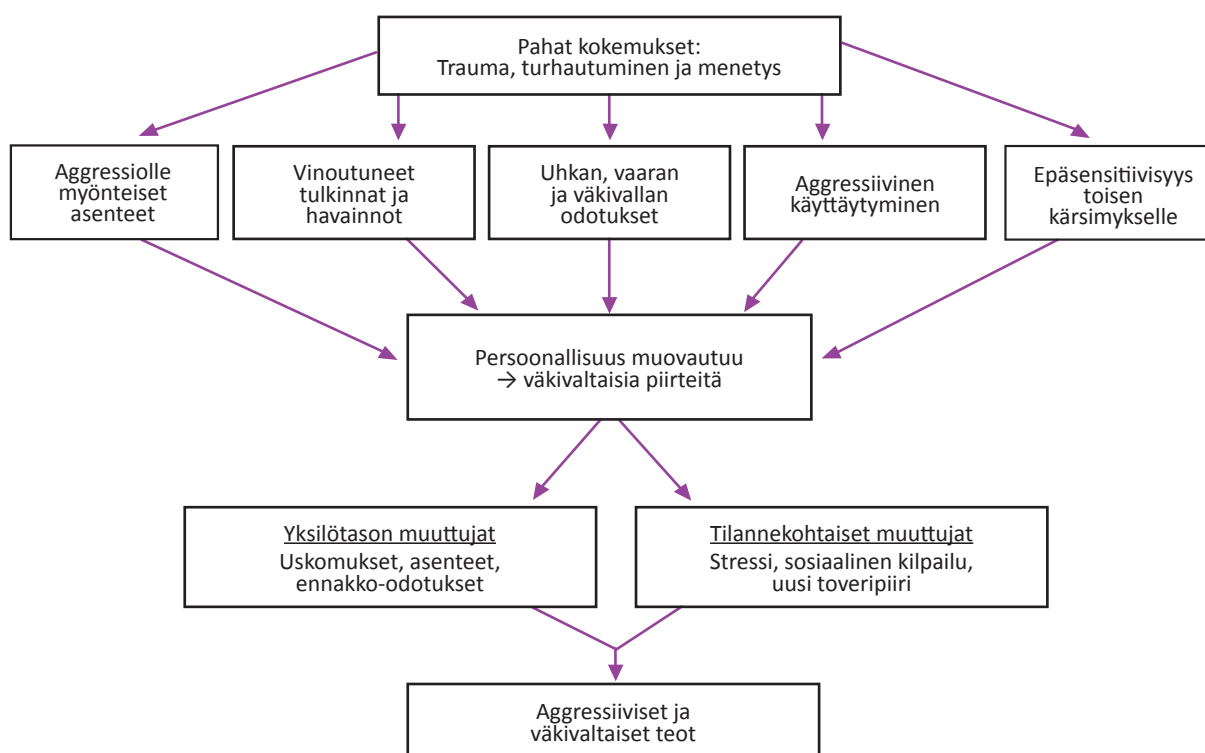 Pahat kokemukset:
Trauma, turhautuminen ja menetys
Aggressiolle
myönteiset
asenteet
Vinoutuneet
tulkinnat ja
havainnot
Uhkan, vaaran
ja väkivallan
odotukset
Aggressiivinen
käyttäytyminen
Epäsensitiivisyys
toisen
kärsimykselle
Persoonallisuus muovautuu
→ väkivaltaisia piirteitä
Yksilötason muuttujat
Uskomukset, asenteet,
ennakko-odotukset
Tilannekohtaiset muuttujat
Stressi, sosiaalinen kilpailu,
uusi toveripiiri
Aggressiiviset ja
väkivaltaiset teot